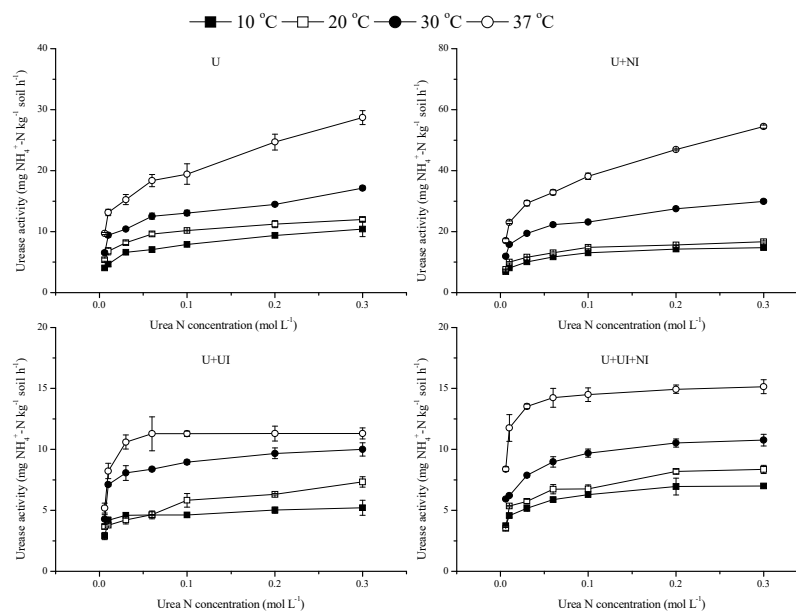 10 °C 20 °C 30 °C 37 °C
U
Urease activity (mg NH₄⁺-N kg⁻¹ soil h⁻¹)
40
30
20
10
0
0.0 0.1 0.2 0.3
Urea N concentration (mol L⁻¹)
U+NI
Urease activity (mg NH₄⁺-N kg⁻¹ soil h⁻¹)
60
40
20
0
0.0 0.1 0.2 0.3
Urea N concentration (mol L⁻¹)
U+UI
Urease activity (mg NH₄⁺-N kg⁻¹ soil h⁻¹)
20
15
10
5
0
0.0 0.1 0.2 0.3
Urea N concentration (mol L⁻¹)
U+UI+NI
Urease activity (mg NH₄⁺-N kg⁻¹ soil h⁻¹)
20
15
10
5
0
0.0 0.1 0.2 0.3
Urea N concentration (mol L⁻¹)